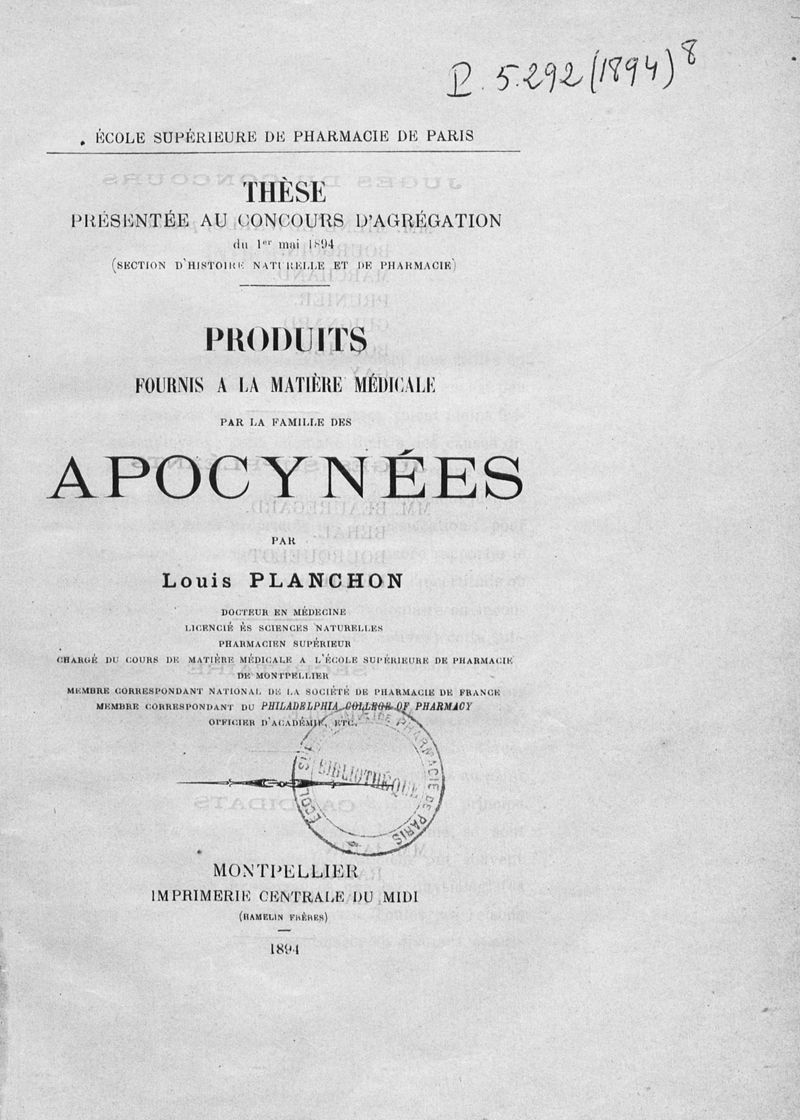 P. 5.292 (1894) 8
ÉCOLE SUPÉRIEURE DE PHARMACIE DE PARIS
THÈSE
PRÉSENTÉE AU CONCOURS D'AGRÉGATION
du 1er mai 1894
(SECTION D'HISTOIRE NATURELLE ET DE PHARMACIE)
PRODUITS
FOURNIS A LA MATIÈRE MÉDICALE
PAR LA FAMILLE DES
APOCYNÉES
PAR
Louis PLANCHON
DOCTEUR EN MÉDECINE
LICENCIÉ ÈS SCIENCES NATURELLES
PHARMACIEN SUPÉRIEUR
CHARGÉ DU COURS DE MATIÈRE MÉDICALE A L'ÉCOLE SUPÉRIEURE DE PHARMACIE
DE MONTPELLIER
MEMBRE CORRESPONDANT NATIONAL DE LA SOCIÉTÉ DE PHARMACIE DE FRANCE
MEMBRE CORRESPONDANT DU PHILADELPHIA COLLEGE OF PHARMACY
OFFICIER D'ACADÉMIE, ETC.
BIBLIOTHÈQUE
PHARMACIE DE PARIS
MONTPELLIER
IMPRIMERIE CENTRALE DU MIDI
(HAMELIN FRÈRES)
1894